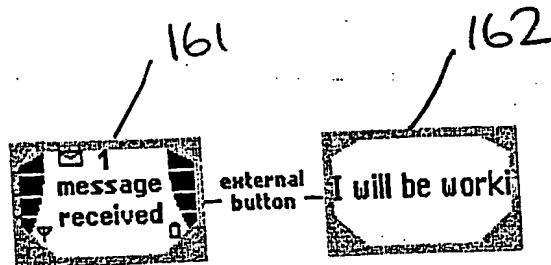 161
162
1
message
received
external
button
I will be worki